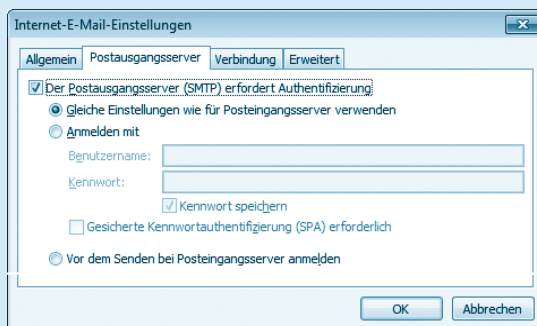 Internet-E-Mail-Einstellungen
Allgemein Postausgangsserver Verbindung Erweitert
Der Postausgangsserver (SMTP) erfordert Authentifizierung
Gleiche Einstellungen wie für Posteingangsserver verwenden
Anmelden mit
Benutzername:
Kennwort:
Kennwort speichern
Gesicherte Kennwortauthentifizierung (SPA) erforderlich
Vor dem Senden bei Posteingangsserver anmelden
OK Abbrechen